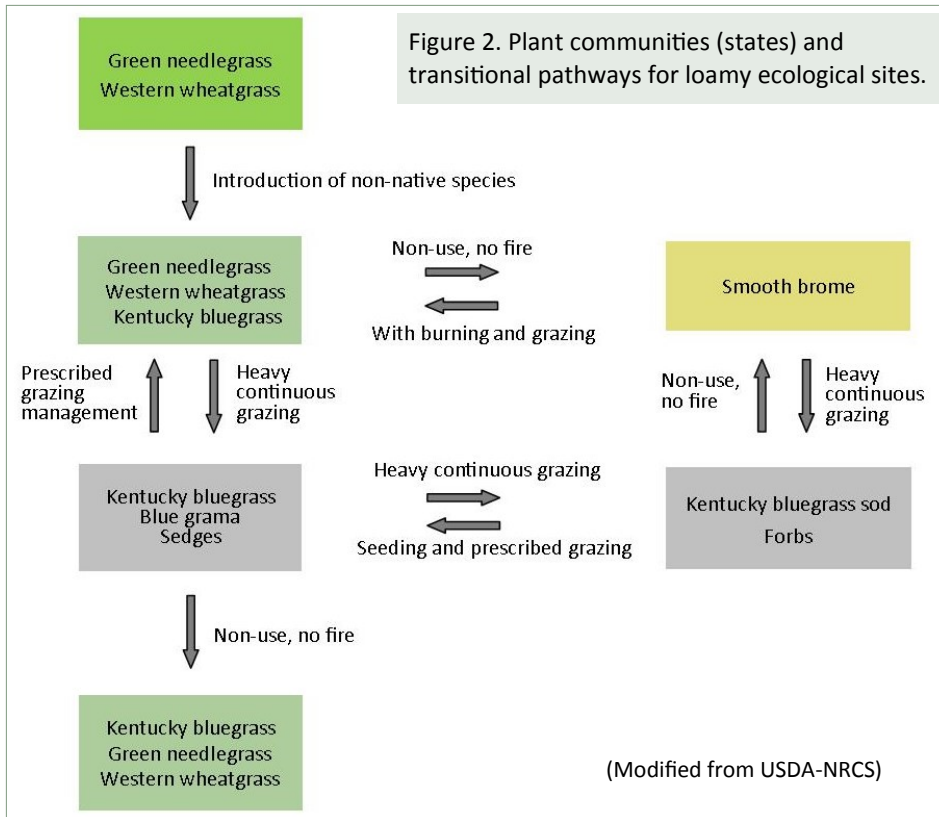 Figure 2. Plant communities (states) and
transitional pathways for loamy ecological sites.
Green needlegrass
Western wheatgrass
Introduction of non-native species
Green needlegrass
Western wheatgrass
Kentucky bluegrass
Non-use, no fire
With burning and grazing
Smooth brome
Prescribed
grazing
management
Heavy
continuous
grazing
Non-use,
no fire
Heavy
continuous
grazing
Kentucky bluegrass
Blue grama
Sedges
Heavy continuous grazing
Seeding and prescribed grazing
Kentucky bluegrass sod
Forbs
Non-use, no fire
Kentucky bluegrass
Green needlegrass
Western wheatgrass
(Modified from USDA-NRCS)